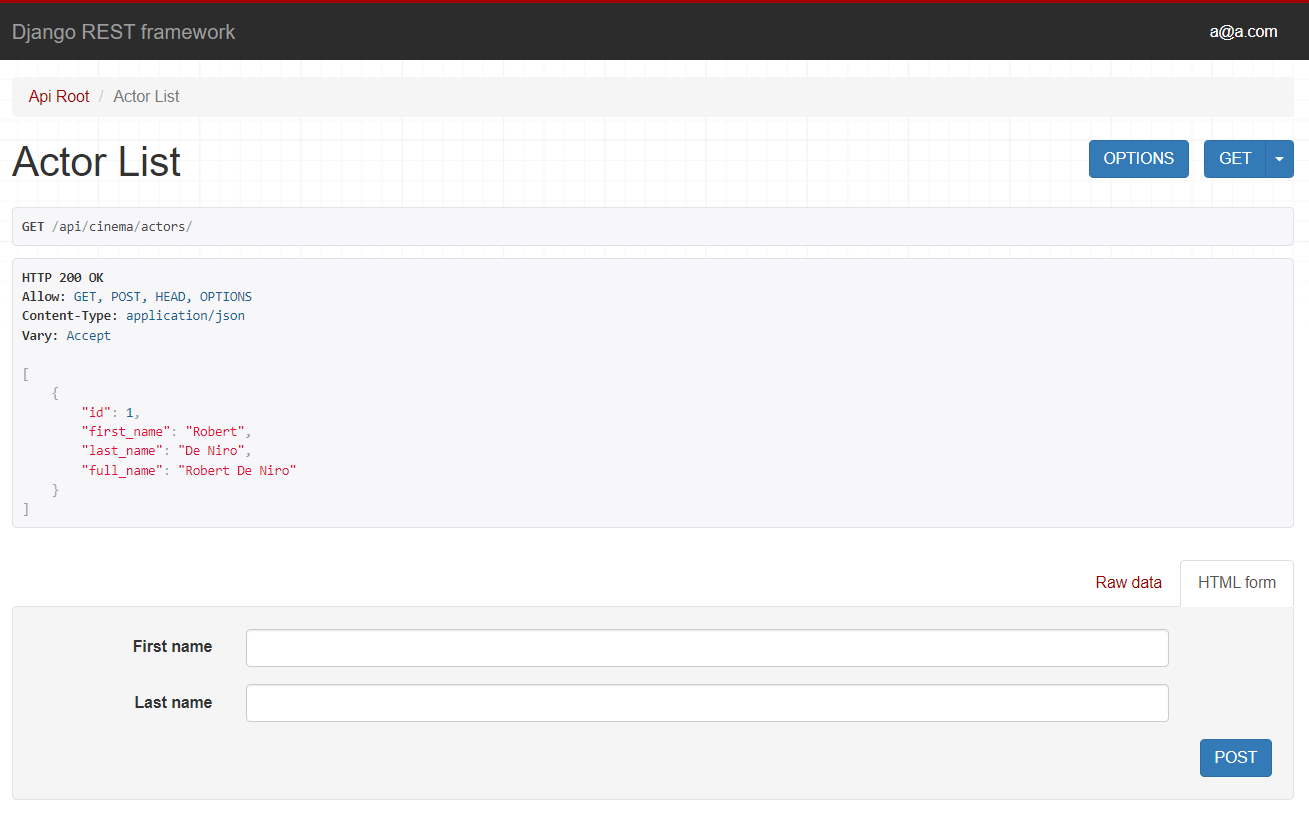 Django REST framework
a@a.com
Api Root / Actor List
Actor List
OPTIONS
GET
GET /api/cinema/actors/
HTTP 200 OK
Allow: GET, POST, HEAD, OPTIONS
Content-Type: application/json
Vary: Accept
[
    {
        "id": 1,
        "first_name": "Robert",
        "last_name": "De Niro",
        "full_name": "Robert De Niro"
    }
]
Raw data
HTML form
First name
Last name
POST